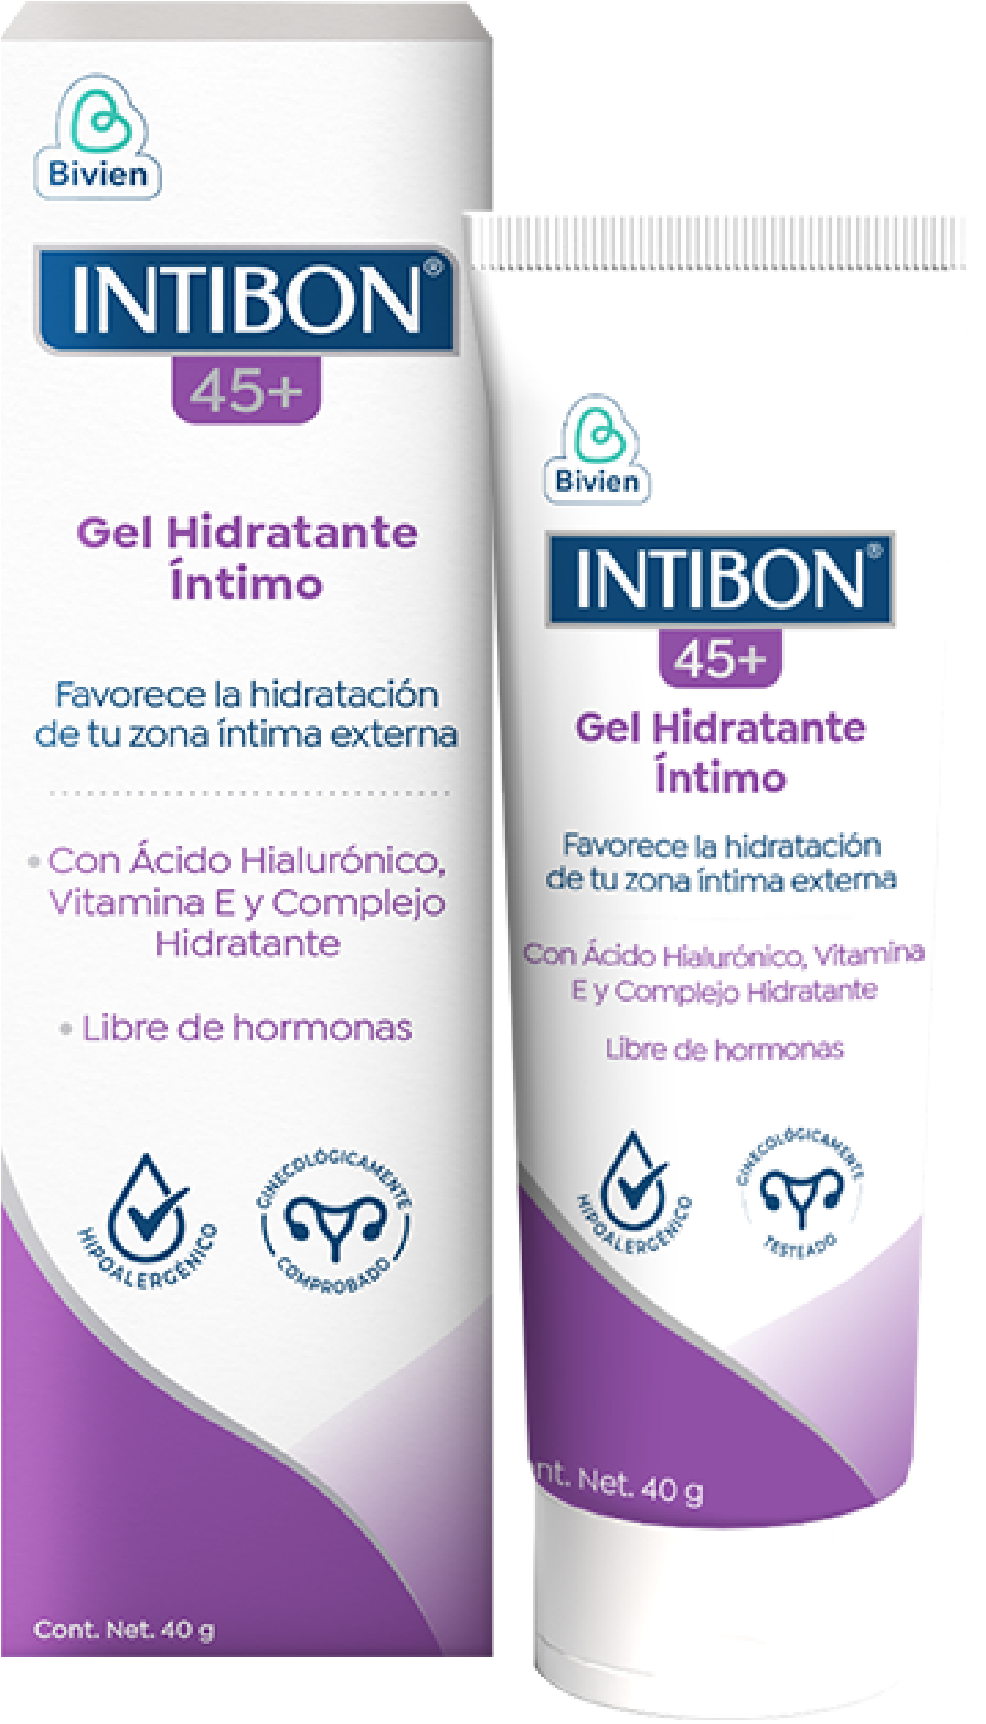 Bivien
INTIBON®
45+
Gel Hidratante
Íntimo
Favorece la hidratación
de tu zona íntima externa
• Con Ácido Hialurónico,
Vitamina E y Complejo
Hidratante
• Libre de hormonas
HIPOALERGÉNICO
GINECOLÓGICAMENTE
COMPROBADO
Cont. Net. 40 g
Bivien
INTIBON®
45+
Gel Hidratante
Íntimo
Favorece la hidratación
de tu zona íntima externa
Con Ácido Hialurónico, Vitamina
E y Complejo Hidratante
Libre de hormonas
HIPOALERGÉNICO
GINECOLÓGICAMENTE
TESTEADO
nt. Net. 40 g